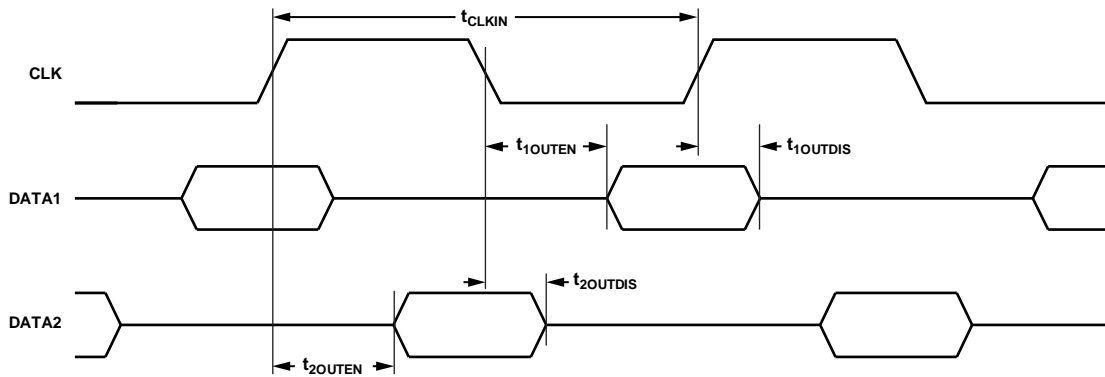 tCLKIN
CLK
t1OUTEN
t1OUTDIS
DATA1
t2OUTDIS
DATA2
t2OUTEN